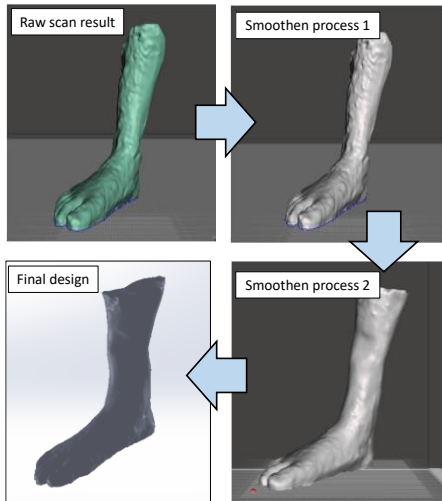 Raw scan result
Smoothen process 1
Smoothen process 2
Final design